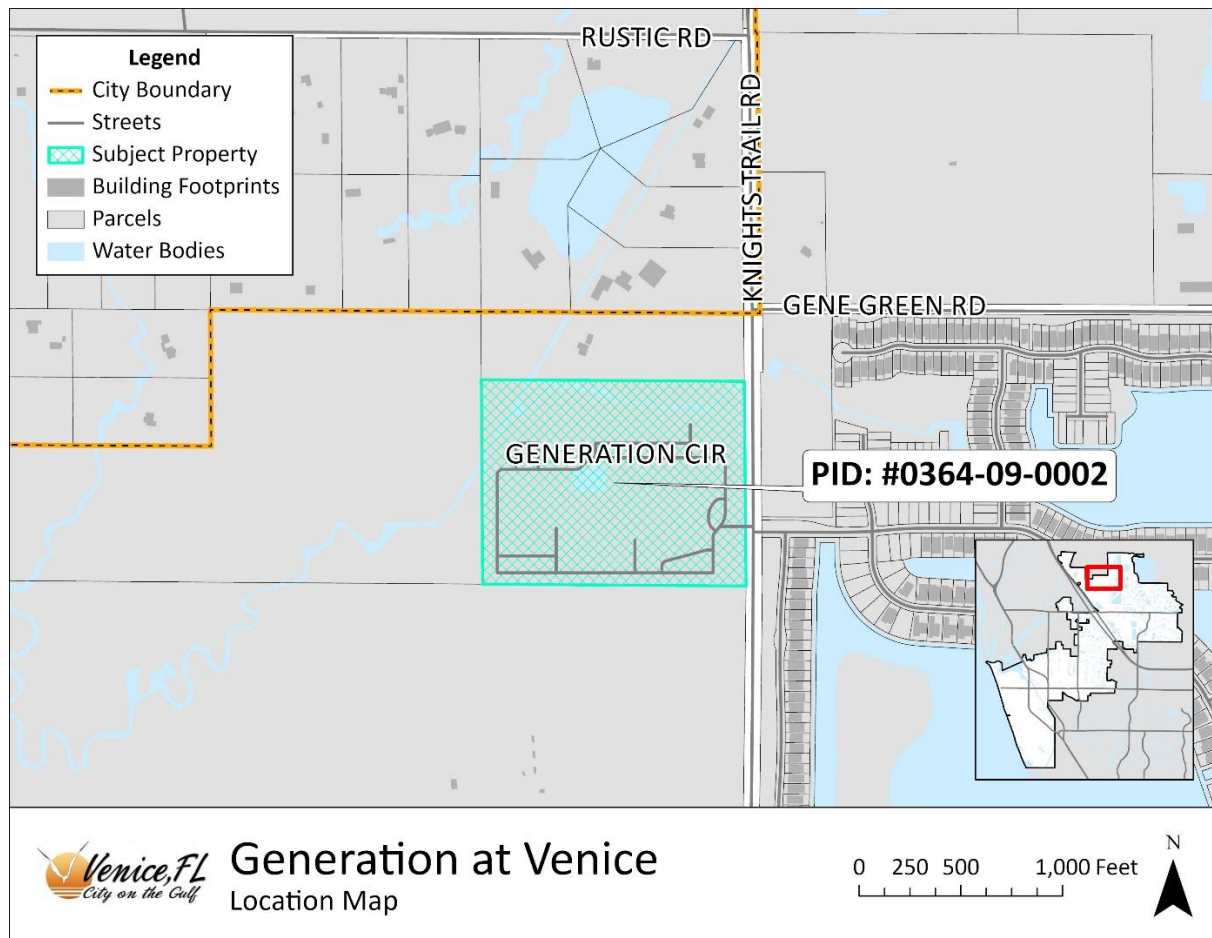 RUSTIC RD
Legend
City Boundary
Streets
Subject Property
Building Footprints
Parcels
Water Bodies
KNIGHTS TRAIL RD
GENE GREEN RD
GENERATION CIR
PID: #0364-09-0002
Venice, FL
City on the Gulf
Generation at Venice
Location Map
0 250 500 1,000 Feet
N